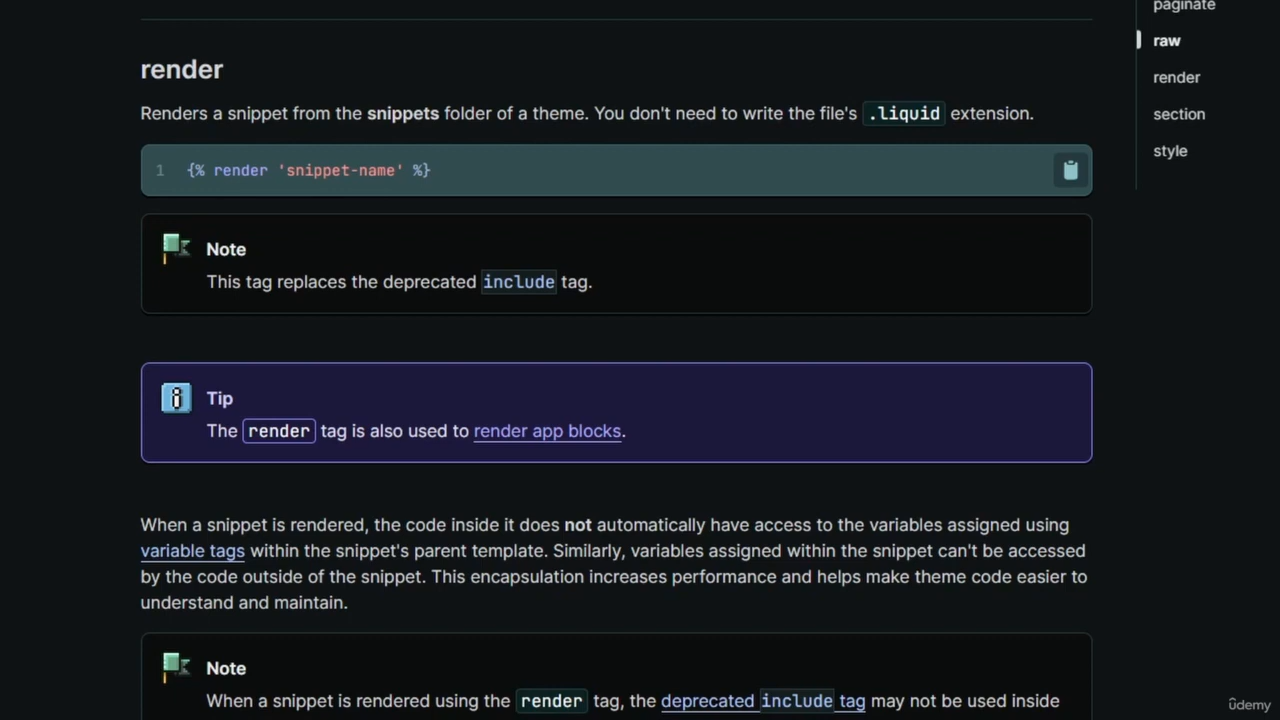 paginate
raw
render
section
style
render
Renders a snippet from the snippets folder of a theme. You don't need to write the file's .liquid extension.
1 {% render 'snippet-name' %}
Note
This tag replaces the deprecated include tag.
Tip
The render tag is also used to render app blocks.
When a snippet is rendered, the code inside it does not automatically have access to the variables assigned using
variable tags within the snippet's parent template. Similarly, variables assigned within the snippet can't be accessed
by the code outside of the snippet. This encapsulation increases performance and helps make theme code easier to
understand and maintain.
Note
When a snippet is rendered using the render tag, the deprecated include tag may not be used inside
ûdemy